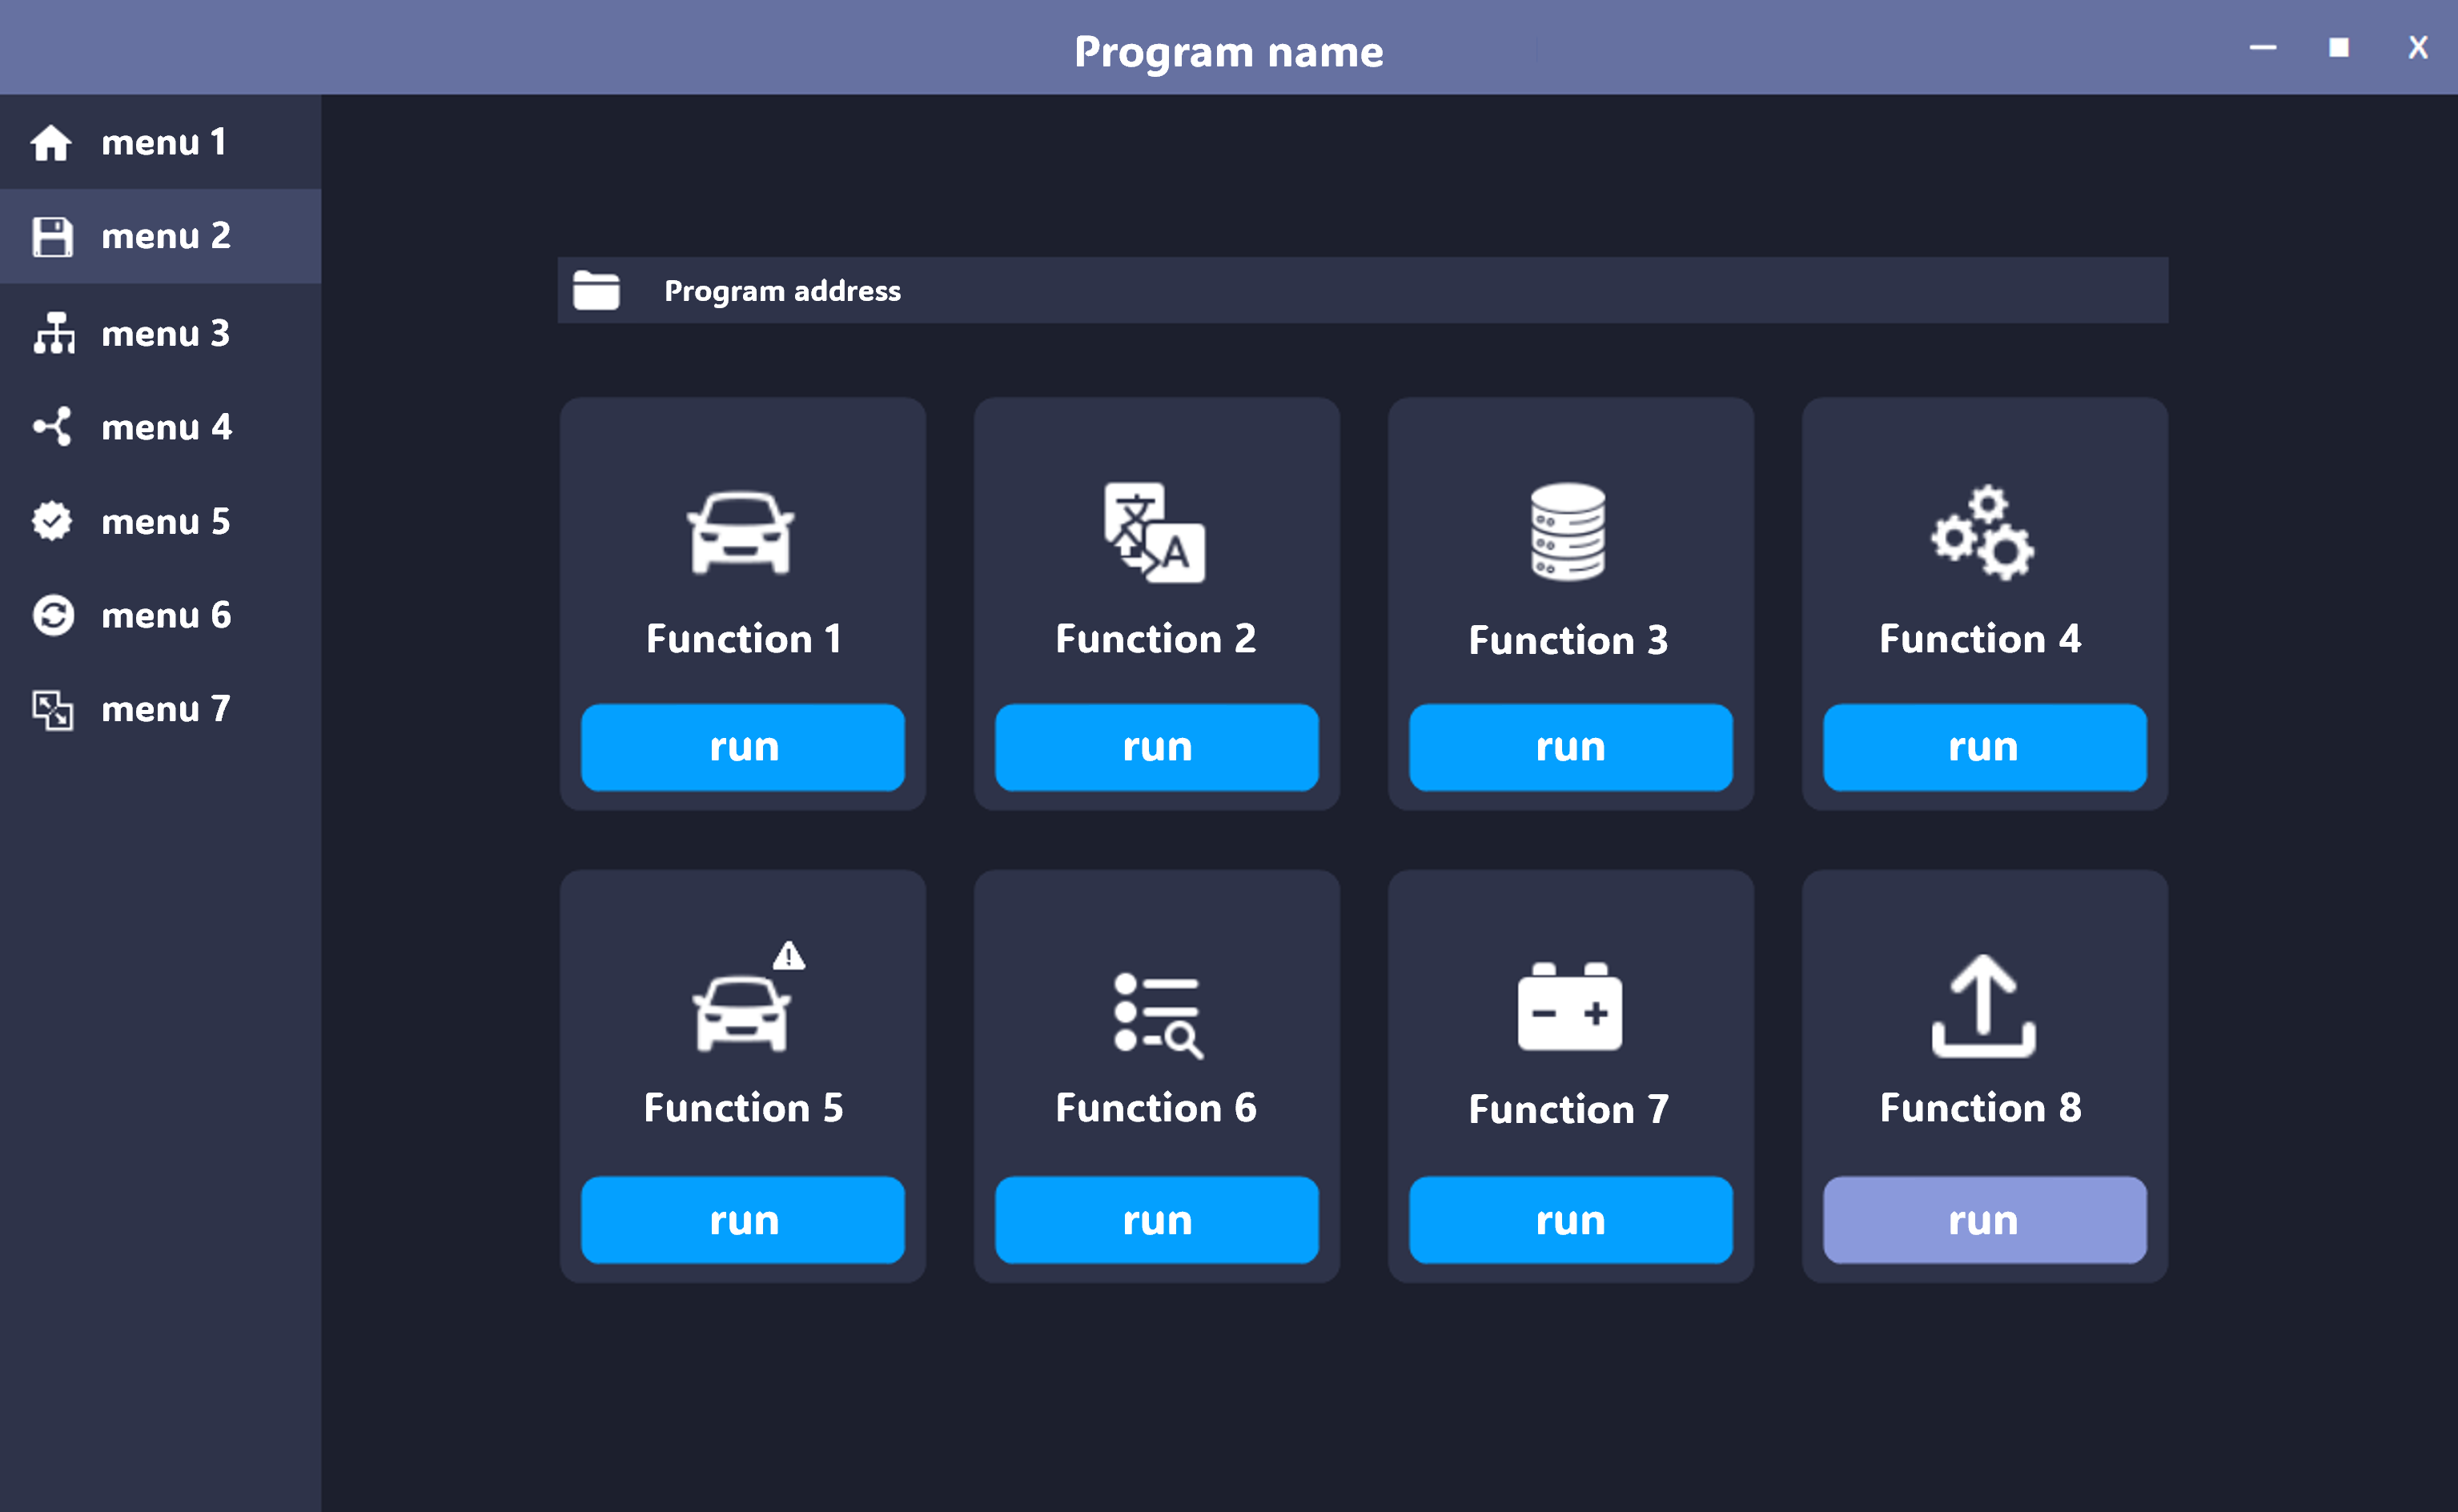 Program name
menu 1
menu 2
menu 3
menu 4
menu 5
menu 6
menu 7
Program address
Function 1
run
Function 2
run
Function 3
run
Function 4
run
Function 5
run
Function 6
run
Function 7
run
Function 8
run